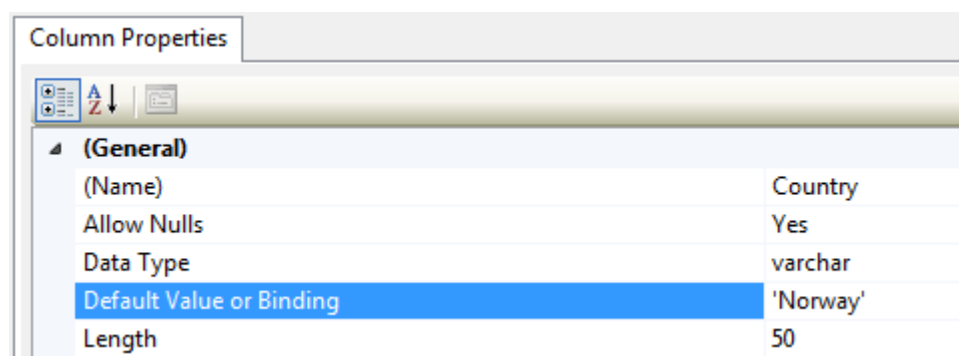 Column Properties
A
Z
(General)
(Name) Country
Allow Nulls Yes
Data Type varchar
Default Value or Binding 'Norway'
Length 50